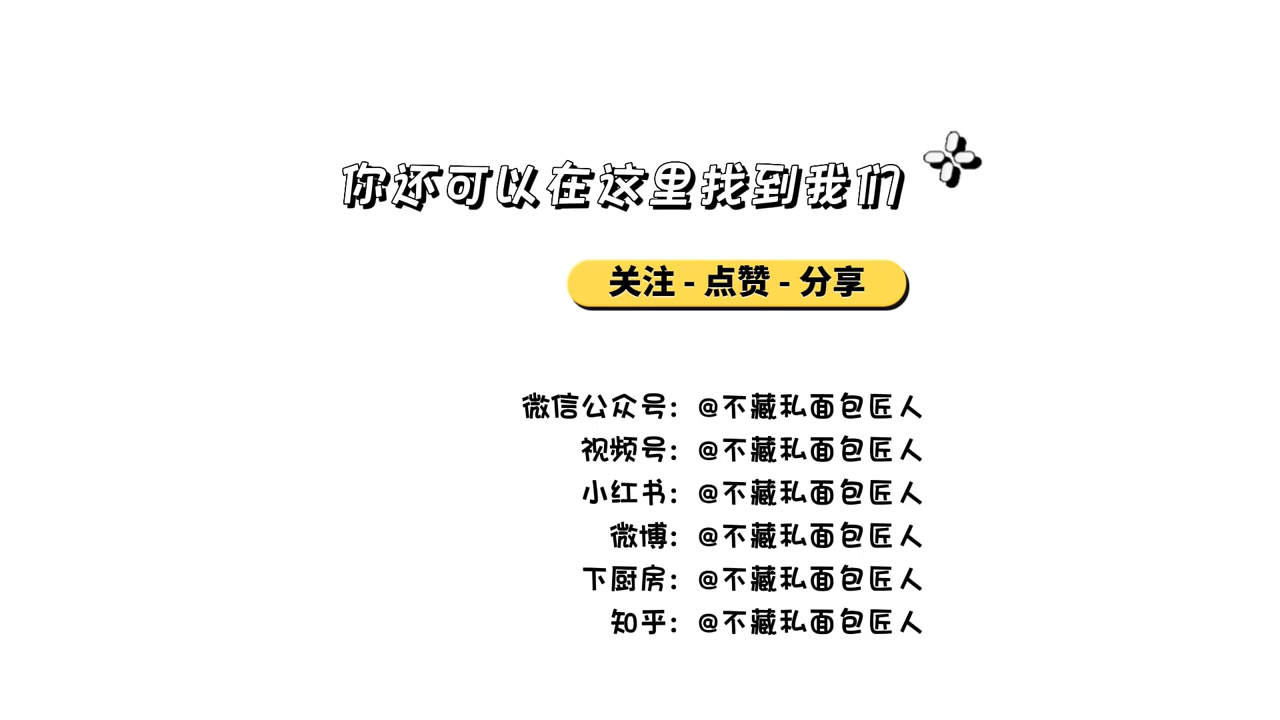 你还可以在这里找到我们
关注 - 点赞 - 分享
微信公众号：@不藏私面包匠人
视频号：@不藏私面包匠人
小红书：@不藏私面包匠人
微博：@不藏私面包匠人
下厨房：@不藏私面包匠人
知乎：@不藏私面包匠人